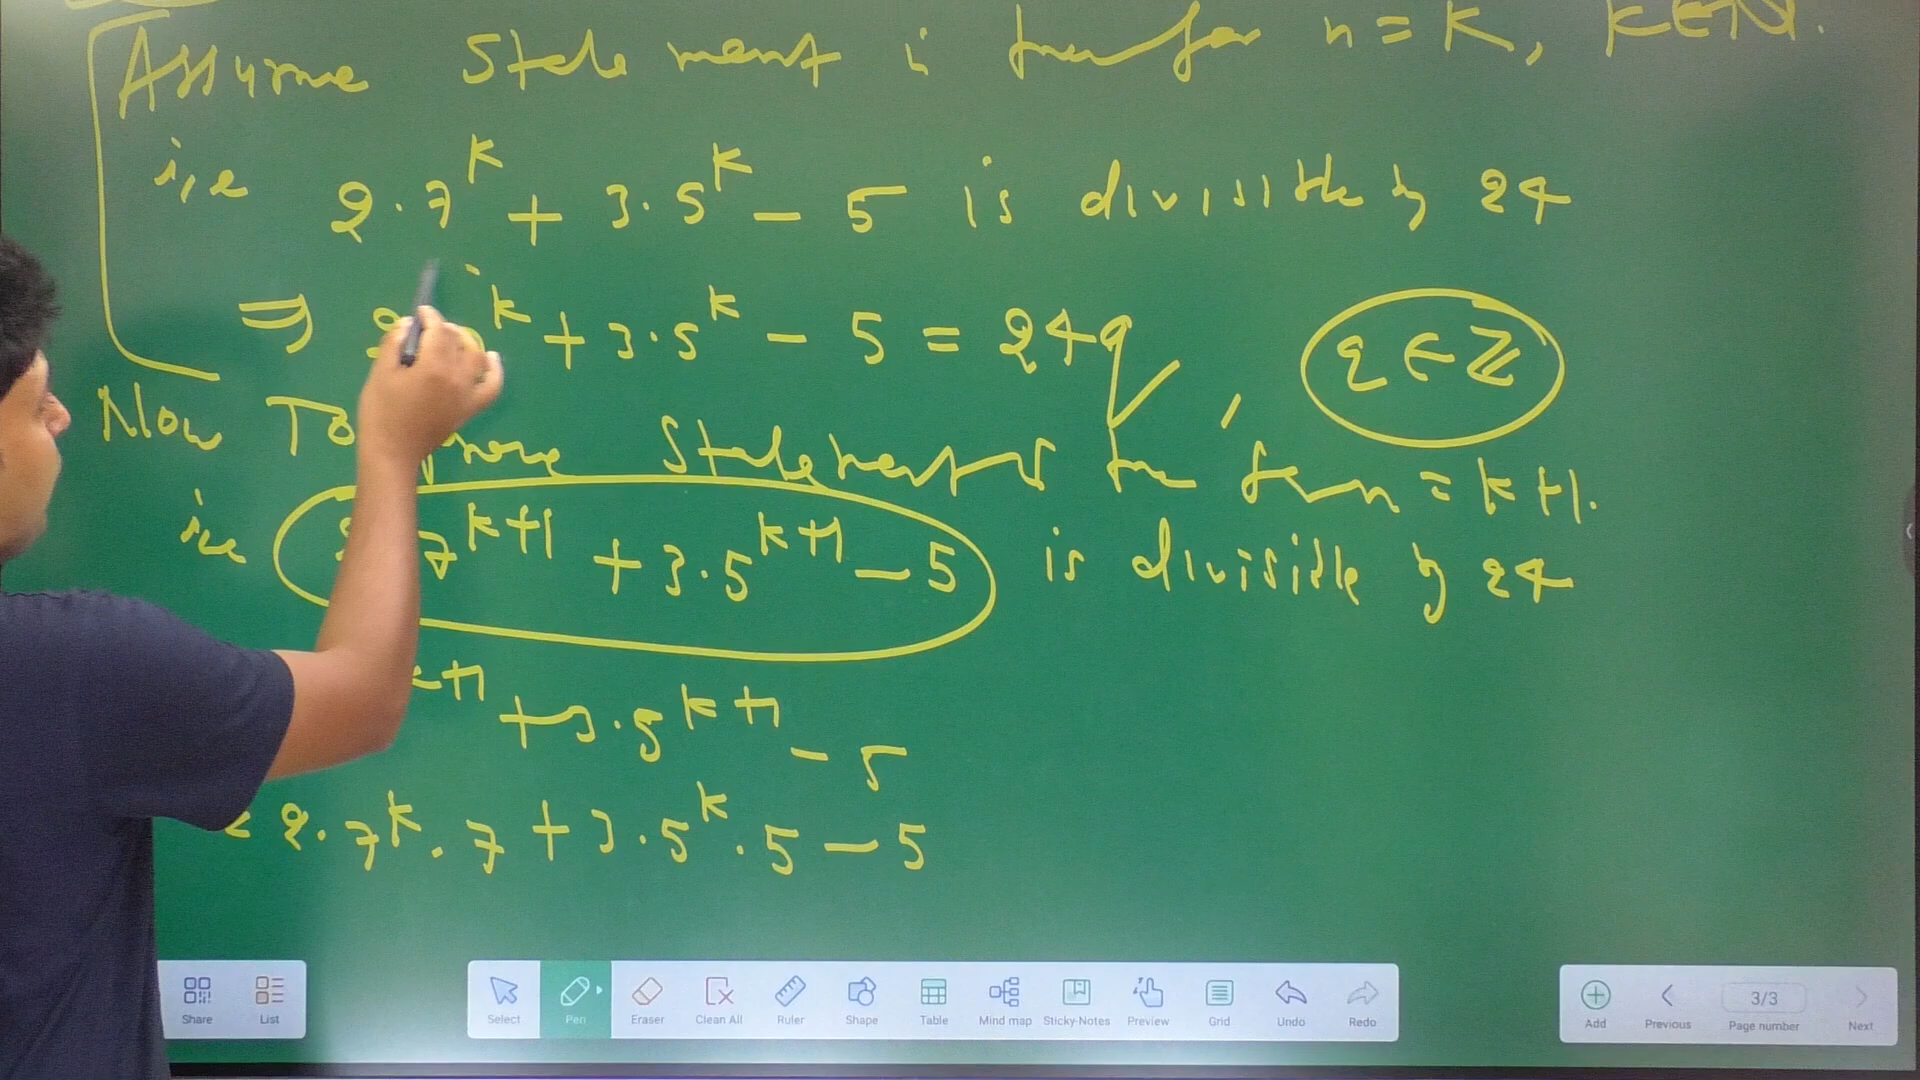 Assume Statement is true for n = K, K∈N.
i,e 2.7^k + 3.5^k - 5 is divisible by 24
⇒ 2.7^k + 3.5^k - 5 = 24q, q ∈ Z
Now To prove Statement is true for n = k+1.
i.e 7^k+1 + 3.5^k+1 - 5 is divisible by 24
k+1 + 3.5^k+1 - 5
= 2.7^k.7 + 3.5^k.5 - 5
Share List Select Pen Eraser Clean All Ruler Shape Table Mind map Sticky-Notes Preview Grid Undo Redo Add Previous 3/3 Page number Next